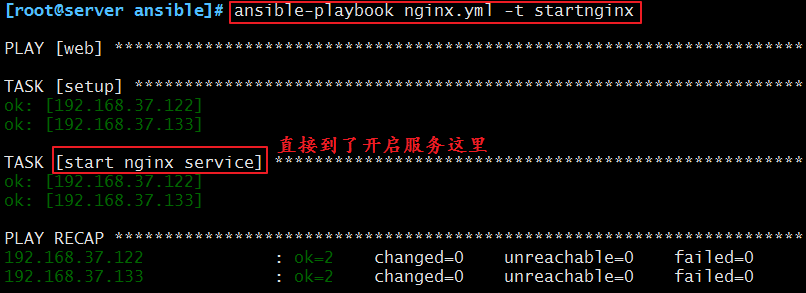 [root@server ansible]# ansible-playbook nginx.yml -t startnginx
PLAY [web] *********************************************************************
TASK [setup] *******************************************************************
ok: [192.168.37.122]
ok: [192.168.37.133]
直接到了开启服务这里
TASK [start nginx service] *****************************************************
ok: [192.168.37.122]
ok: [192.168.37.133]
PLAY RECAP *********************************************************************
192.168.37.122 : ok=2 changed=0 unreachable=0 failed=0
192.168.37.133 : ok=2 changed=0 unreachable=0 failed=0